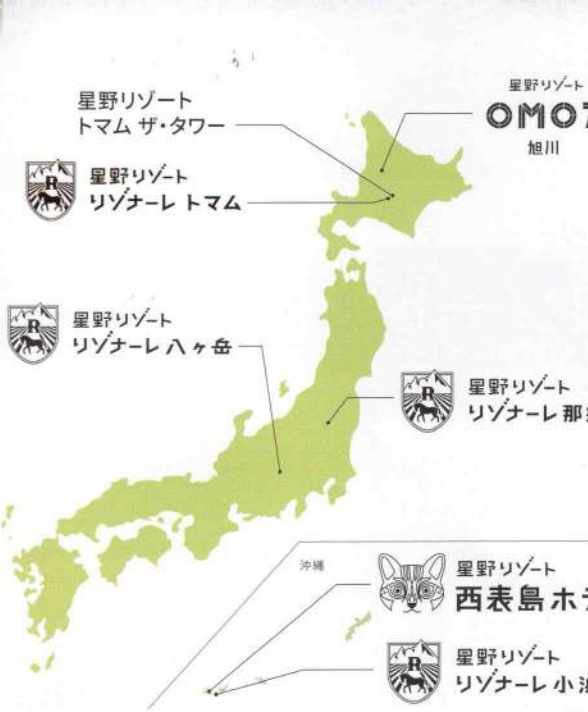 星野リゾート
トマム ザ・タワー
星野リゾート
OMO7
旭川
R
星野リゾート
リゾナーレ トマム
R
星野リゾート
リゾナーレ 八ヶ岳
R
星野リゾート
リゾナーレ 那
沖縄
星野リゾート
西表島ホ
R
星野リゾート
リゾナーレ 小